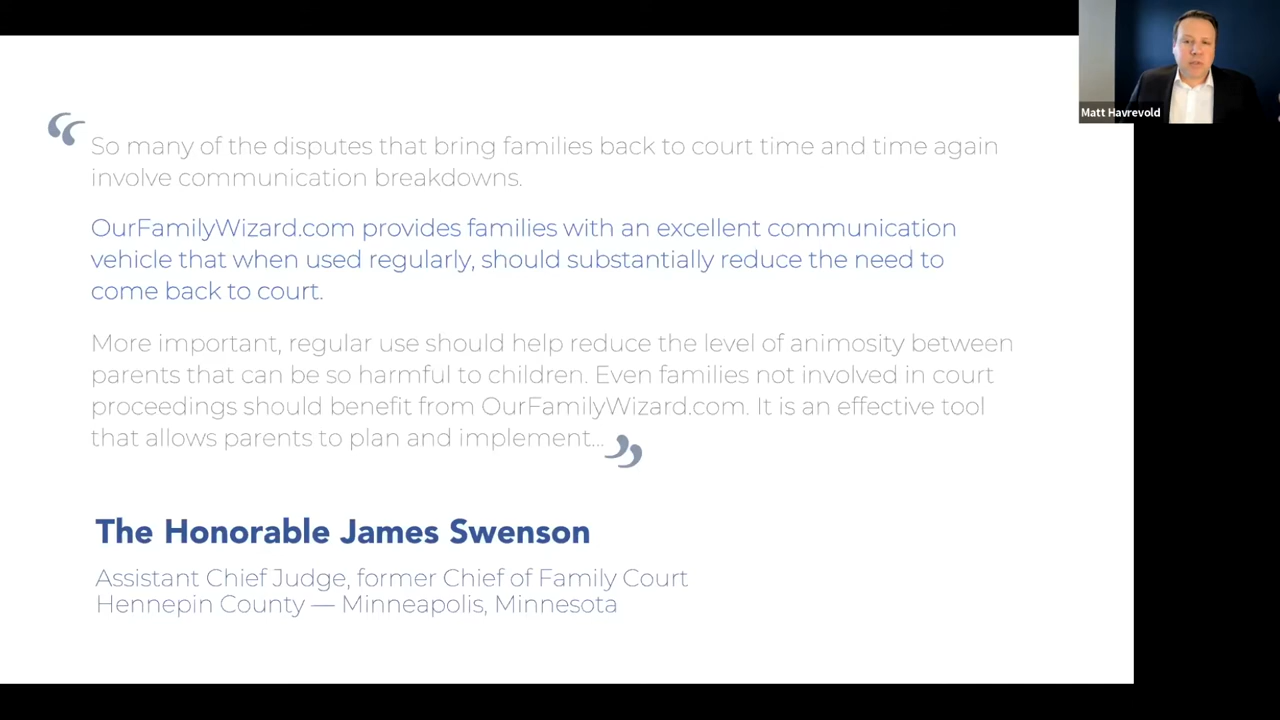 “
So many of the disputes that bring families back to court time and time again
involve communication breakdowns.
OurFamilyWizard.com provides families with an excellent communication
vehicle that when used regularly, should substantially reduce the need to
come back to court.
More important, regular use should help reduce the level of animosity between
parents that can be so harmful to children. Even families not involved in court
proceedings should benefit from OurFamilyWizard.com. It is an effective tool
that allows parents to plan and implement... ”
The Honorable James Swenson
Assistant Chief Judge, former Chief of Family Court
Hennepin County — Minneapolis, Minnesota
Matt Havrevold